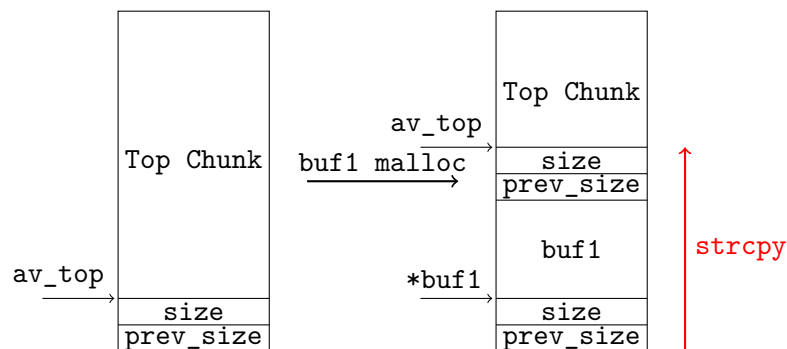 Top Chunk
av_top
size
prev_size
buf1 malloc
Top Chunk
av_top
size
prev_size
buf1
*buf1
size
prev_size
strcpy